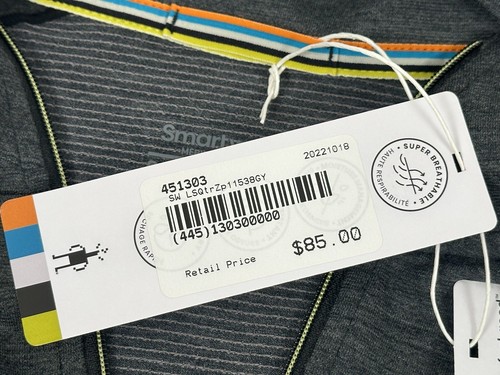 Smart
20221018
451303
SW LSQtrZp11538GY
(445)130300000
$85.00
Retail Price
• SUPER BREATHABLE •
HAUTE RESPIRABILITÉ